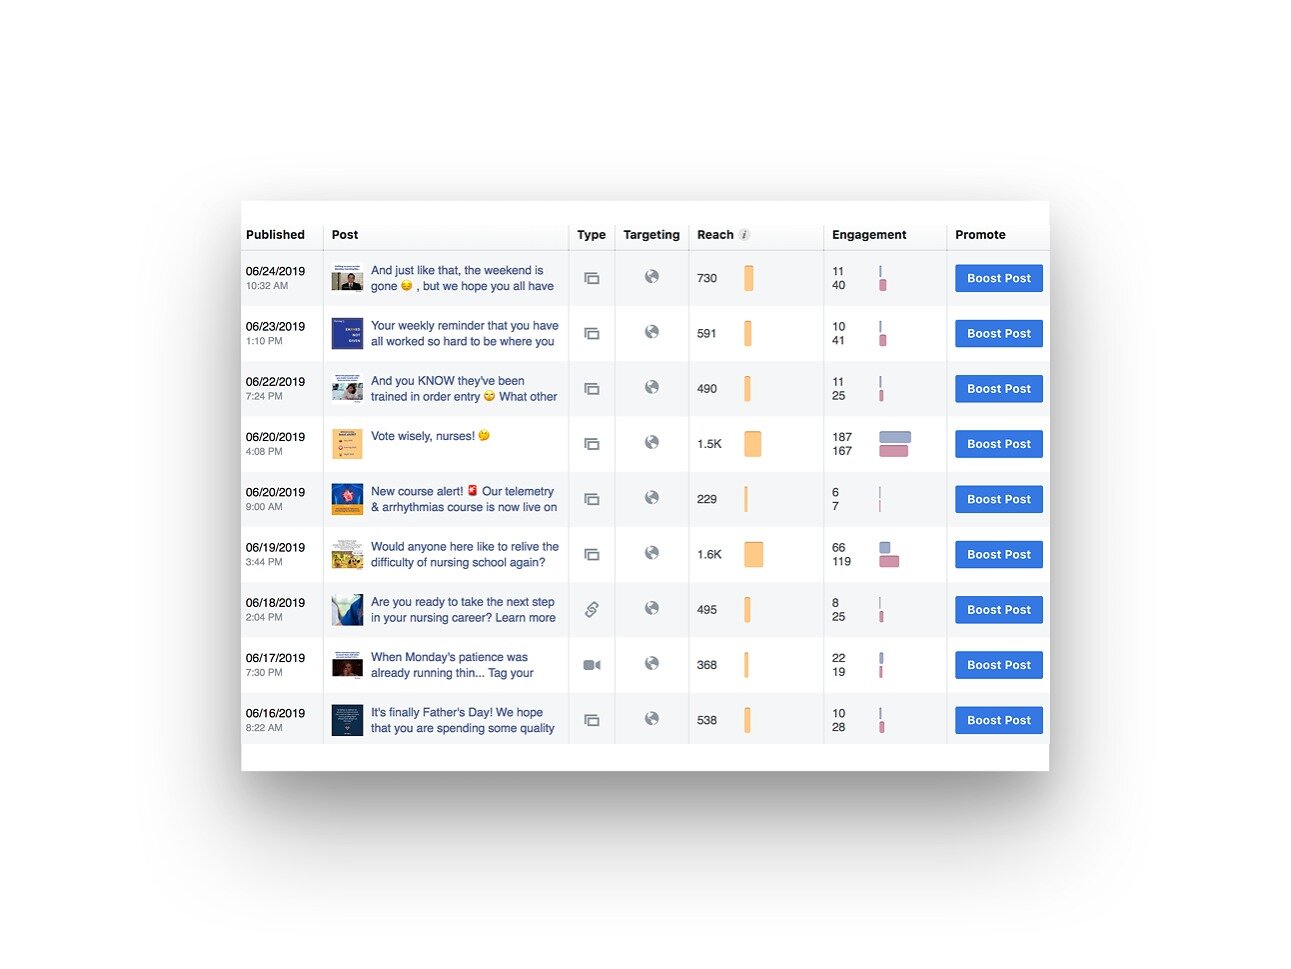 Published Post Type Targeting Reach i Engagement Promote
06/24/2019
10:32 AM
And just like that, the weekend is
gone 😔 , but we hope you all have
730
11
40
Boost Post
06/23/2019
1:10 PM
EARNED
NOT
GIVEN
Your weekly reminder that you have
all worked so hard to be where you
591
10
41
Boost Post
06/22/2019
7:24 PM
And you KNOW they've been
trained in order entry 🙄 What other
490
11
25
Boost Post
06/20/2019
4:08 PM
Vote wisely, nurses! 🤔
1.5K
187
167
Boost Post
06/20/2019
9:00 AM
New course alert! 🚨 Our telemetry
& arrhythmias course is now live on
229
6
7
Boost Post
06/19/2019
3:44 PM
Would anyone here like to relive the
difficulty of nursing school again?
1.6K
66
119
Boost Post
06/18/2019
2:04 PM
Are you ready to take the next step
in your nursing career? Learn more
495
8
25
Boost Post
06/17/2019
7:30 PM
When Monday's patience was
already running thin... Tag your
368
22
19
Boost Post
06/16/2019
8:22 AM
It's finally Father's Day! We hope
that you are spending some quality
538
10
28
Boost Post